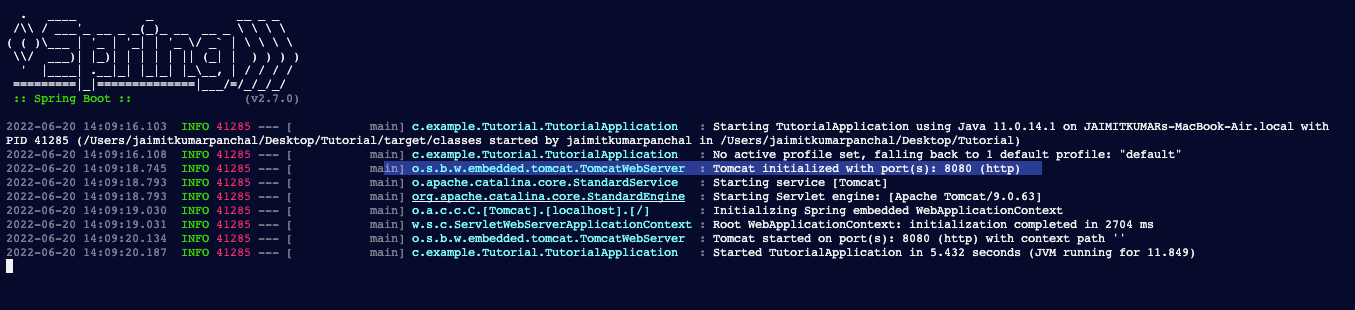 .   ____          _            __ _ _
 /\\ / ___'_ __ _ _(_)_ __  __ _ \ \ \ \
( ( )\___ | '_ | '_| | '_ \/ _` | \ \ \ \
 \\/  ___)| |_)| | | | | || (_| |  ) ) ) )
  '  |____| .__|_| |_|_| |_\__, | / / / /
 =========|_|==============|___/=/_/_/_/
 :: Spring Boot ::                (v2.7.0)
2022-06-20 14:09:16.103  INFO 41285 --- [           main] c.example.Tutorial.TutorialApplication   : Starting TutorialApplication using Java 11.0.14.1 on JAIMITKUMARs-MacBook-Air.local with
PID 41285 (/Users/jaimitkumarpanchal/Desktop/Tutorial/target/classes started by jaimitkumarpanchal in /Users/jaimitkumarpanchal/Desktop/Tutorial)
2022-06-20 14:09:16.108  INFO 41285 --- [           main] c.example.Tutorial.TutorialApplication   : No active profile set, falling back to 1 default profile: "default"
2022-06-20 14:09:18.745  INFO 41285 --- [           main] o.s.b.w.embedded.tomcat.TomcatWebServer  : Tomcat initialized with port(s): 8080 (http)
2022-06-20 14:09:18.793  INFO 41285 --- [           main] o.apache.catalina.core.StandardService   : Starting service [Tomcat]
2022-06-20 14:09:18.793  INFO 41285 --- [           main] org.apache.catalina.core.StandardEngine  : Starting Servlet engine: [Apache Tomcat/9.0.63]
2022-06-20 14:09:19.030  INFO 41285 --- [           main] o.a.c.c.C.[Tomcat].[localhost].[/]       : Initializing Spring embedded WebApplicationContext
2022-06-20 14:09:19.031  INFO 41285 --- [           main] w.s.c.ServletWebServerApplicationContext : Root WebApplicationContext: initialization completed in 2704 ms
2022-06-20 14:09:20.134  INFO 41285 --- [           main] o.s.b.w.embedded.tomcat.TomcatWebServer  : Tomcat started on port(s): 8080 (http) with context path ''
2022-06-20 14:09:20.187  INFO 41285 --- [           main] c.example.Tutorial.TutorialApplication   : Started TutorialApplication in 5.432 seconds (JVM running for 11.849)